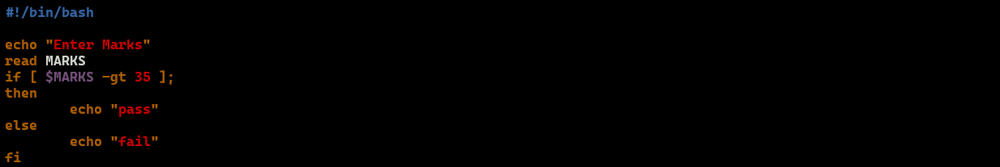 #!/bin/bash

echo "Enter Marks"
read MARKS
if [ $MARKS -gt 35 ];
then
        echo "pass"
else
        echo "fail"
fi